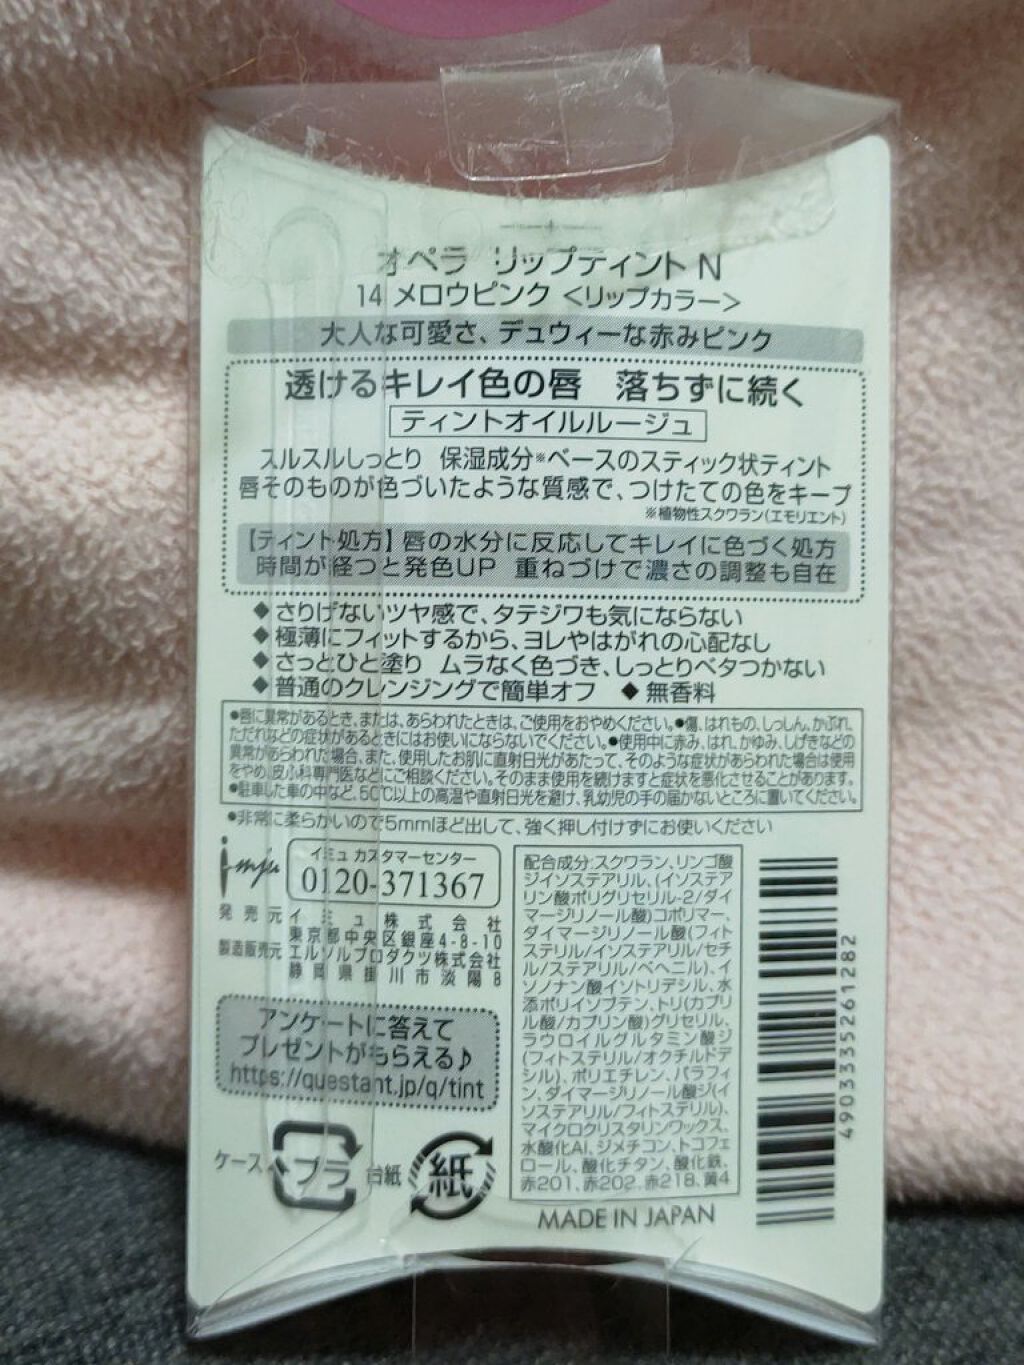 オペラ リップティント N
14 メロウピンク <リップカラー>
大人な可愛さ、デュウィーな赤みピンク
透けるキレイ色の唇 落ちずに続く
ティントオイルルージュ
スルスルしっとり 保湿成分※ベースのスティック状ティント
唇そのものが色づいたような質感で、つけたての色をキープ
※植物性スクワラン(エモリエント)
【ティント処方】唇の水分に反応してキレイに色づく処方
時間が経つと発色UP 重ねづけで濃さの調整も自在
◆さりげないツヤ感で、タテジワも気にならない
◆極薄にフィットするから、ヨレやはがれの心配なし
◆さっとひと塗り ムラなく色づき、しっとりベタつかない
◆普通のクレンジングで簡単オフ ◆無香料
●唇に異常があるとき、または、あらわれたときは、ご使用をおやめください。●傷、はれもの、しっしん、かぶれ、
ただれなどの症状があるときにはお使いにならないでください。●使用中に赤み、はれ、かゆみ、しげきなどの
異常があらわれた場合、また、使用したお肌に直射日光があたって、そのような症状があらわれた場合は使用
をやめ、皮ふ科専門医などにご相談ください。そのまま使用を続けますと症状を悪化させることがあります。
●駐車した車の中など、50℃以上の高温や直射日光を避け、乳幼児の手の届かないところに置いてください。
●非常に柔らかいので5mmほど出して、強く押し付けずにお使いください
imju
イミュ カスタマーセンター
0120-371367
発売元 イミュ株式会社
東京都中央区銀座4-8-10
製造販売元 エルソルプロダクツ株式会社
静岡県掛川市淡陽8
アンケートに答えて
プレゼントがもらえる♪
https://questant.jp/q/tint
ケース プラ 台紙 紙
配合成分:スクワラン、リンゴ酸
ジイソステアリル、(イソステア
リン酸ポリグリセリル-2/ダイ
マージリノール酸)コポリマー、
ダイマージリノール酸(フィト
ステリル/イソステアリル/セチ
ル/ステアリル/ベヘニル)、イ
ソノナン酸イソトリデシル、水
添ポリイソブテン、トリ(カプリ
ル酸/カプリン酸)グリセリル、
ラウロイルグルタミン酸ジ
(フィトステリル/オクチルドデ
シル)、ポリエチレン、パラフィ
ン、ダイマージリノール酸ジ(イ
ソステアリル/フィトステリル)、
マイクロクリスタリンワックス、
水酸化Al、ジメチコン、トコフェ
ロール、酸化チタン、酸化鉄、
赤201、赤202、赤218、黄4
MADE IN JAPAN
4903335261282